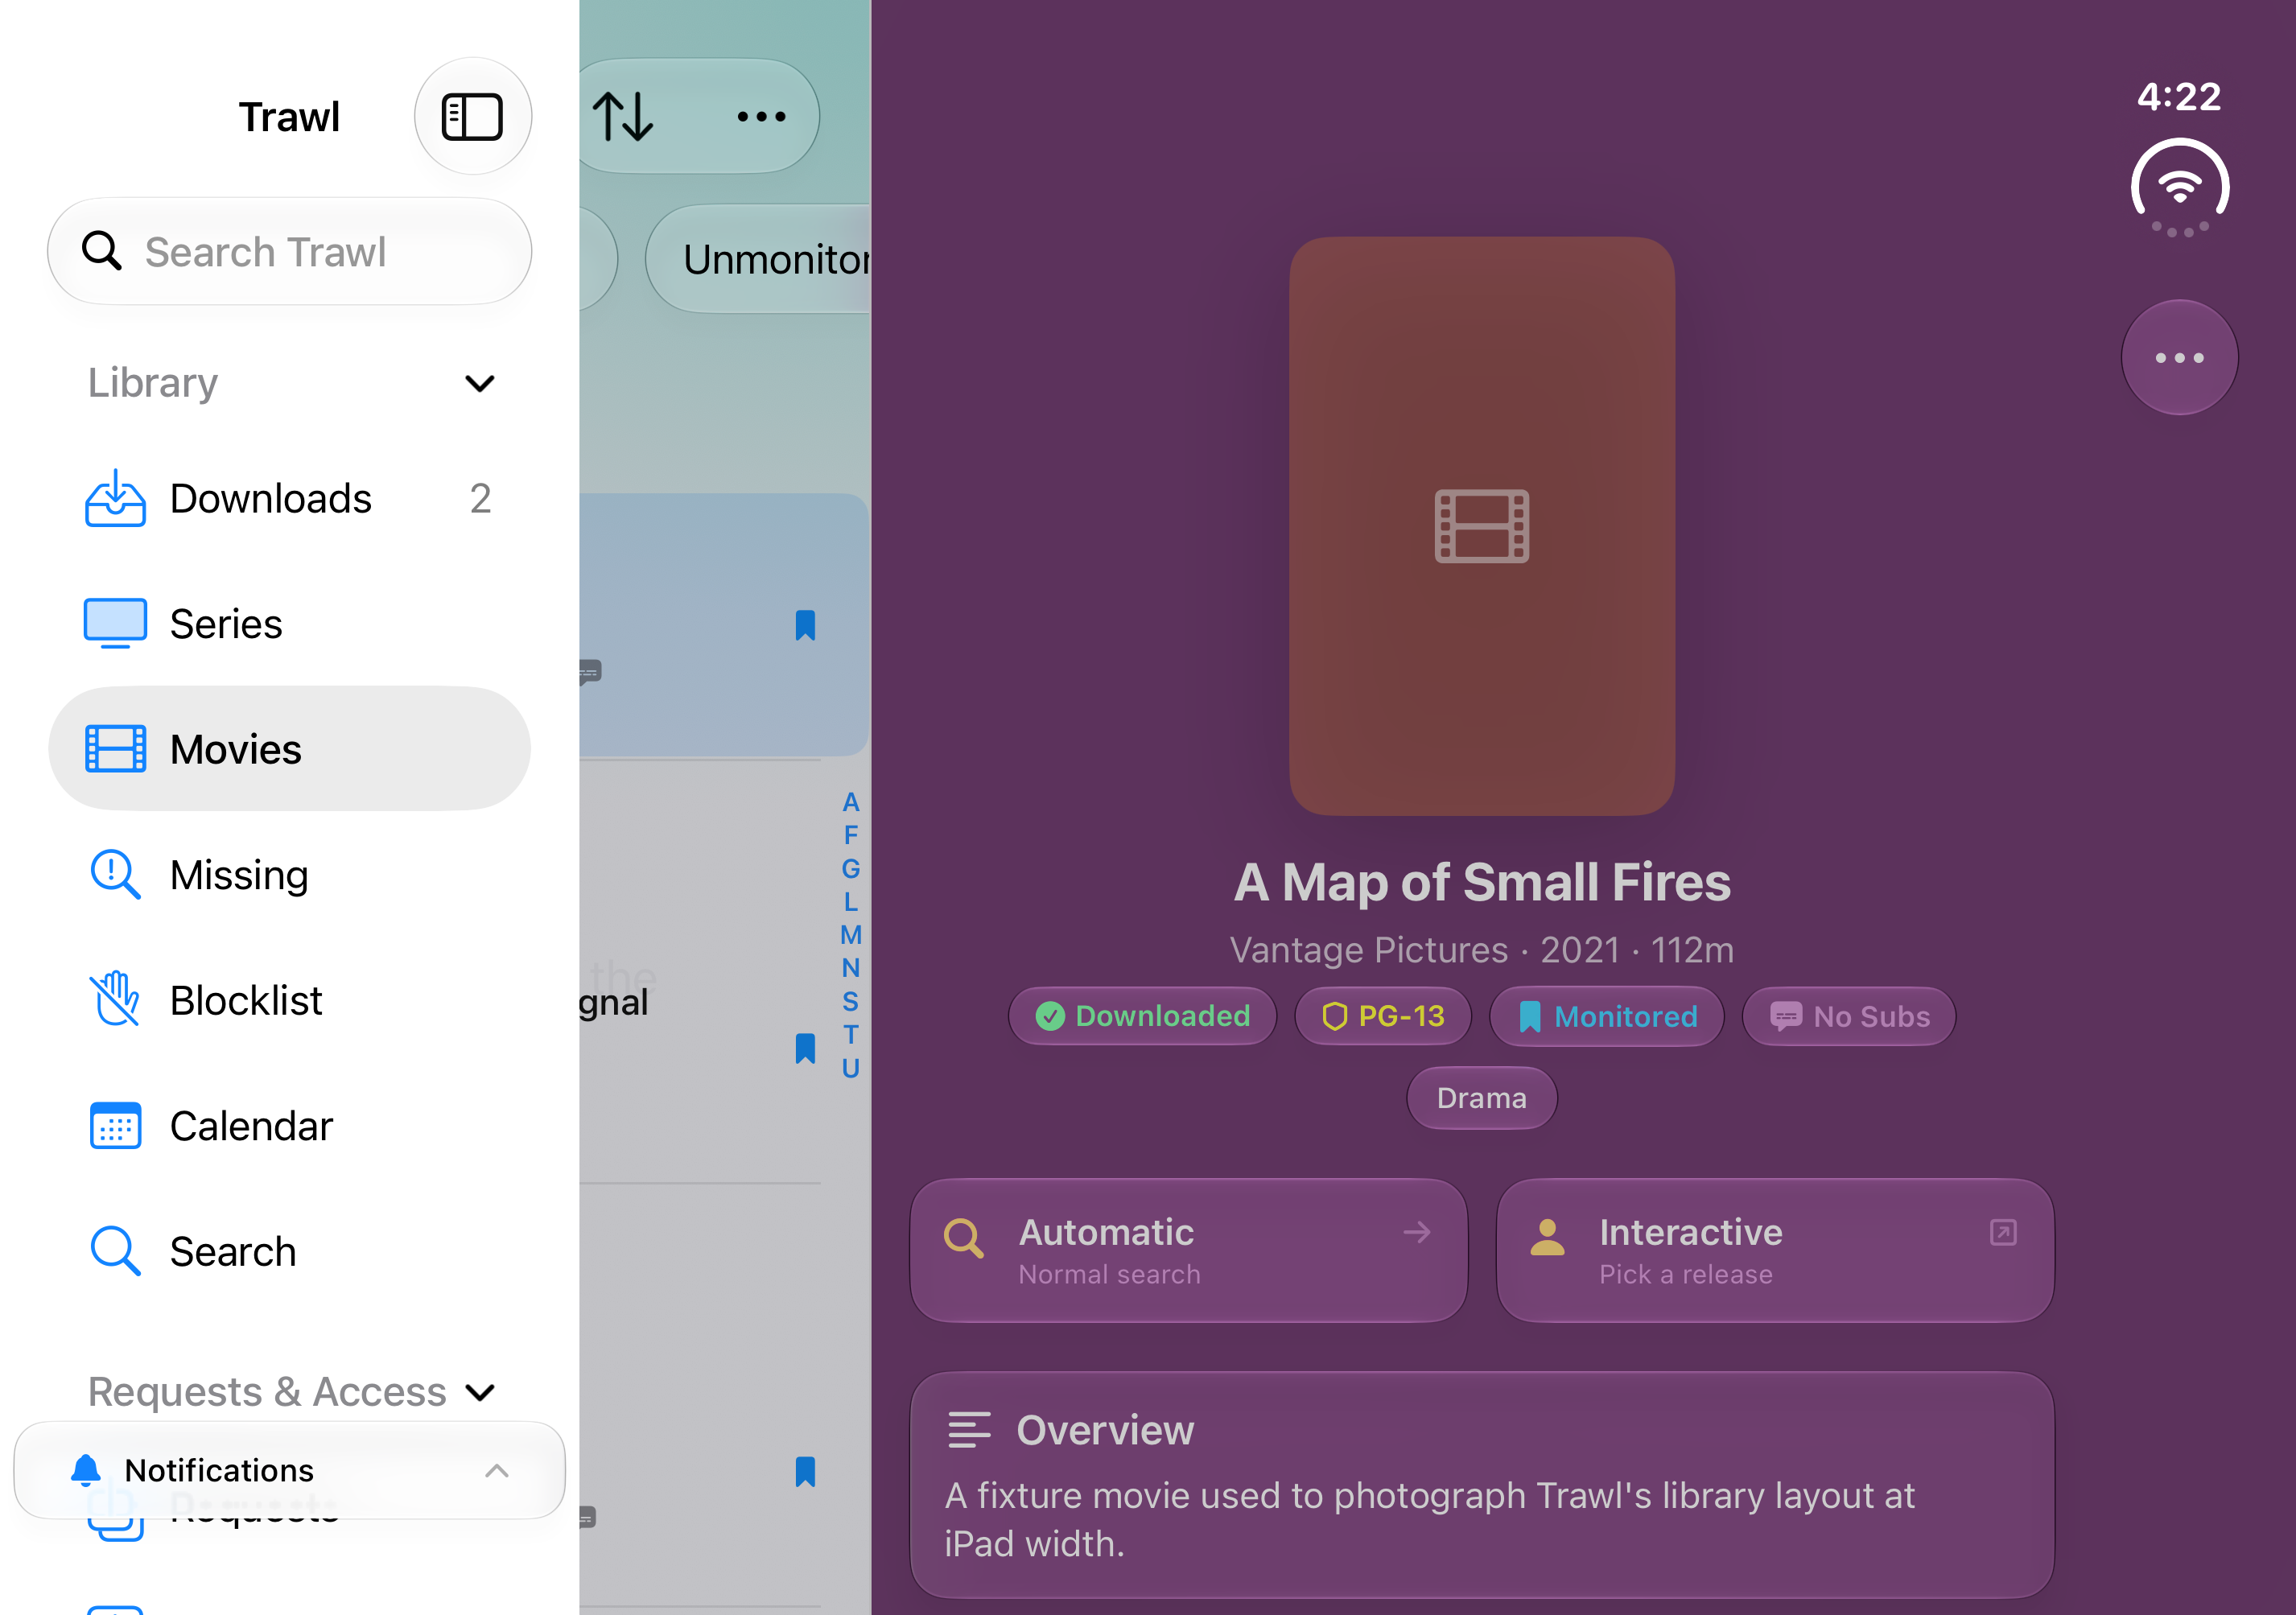 Trawl
Search Trawl
Library
Downloads 2
Series
Movies
Missing
Blocklist
Calendar
Search
Requests & Access
Notifications
Requests
Unmonitor
the
gnal
A
F
G
L
M
N
S
T
U
4:22
A Map of Small Fires
Vantage Pictures · 2021 · 112m
Downloaded PG-13 Monitored No Subs
Drama
Automatic
Normal search
Interactive
Pick a release
Overview
A fixture movie used to photograph Trawl's library layout at
iPad width.